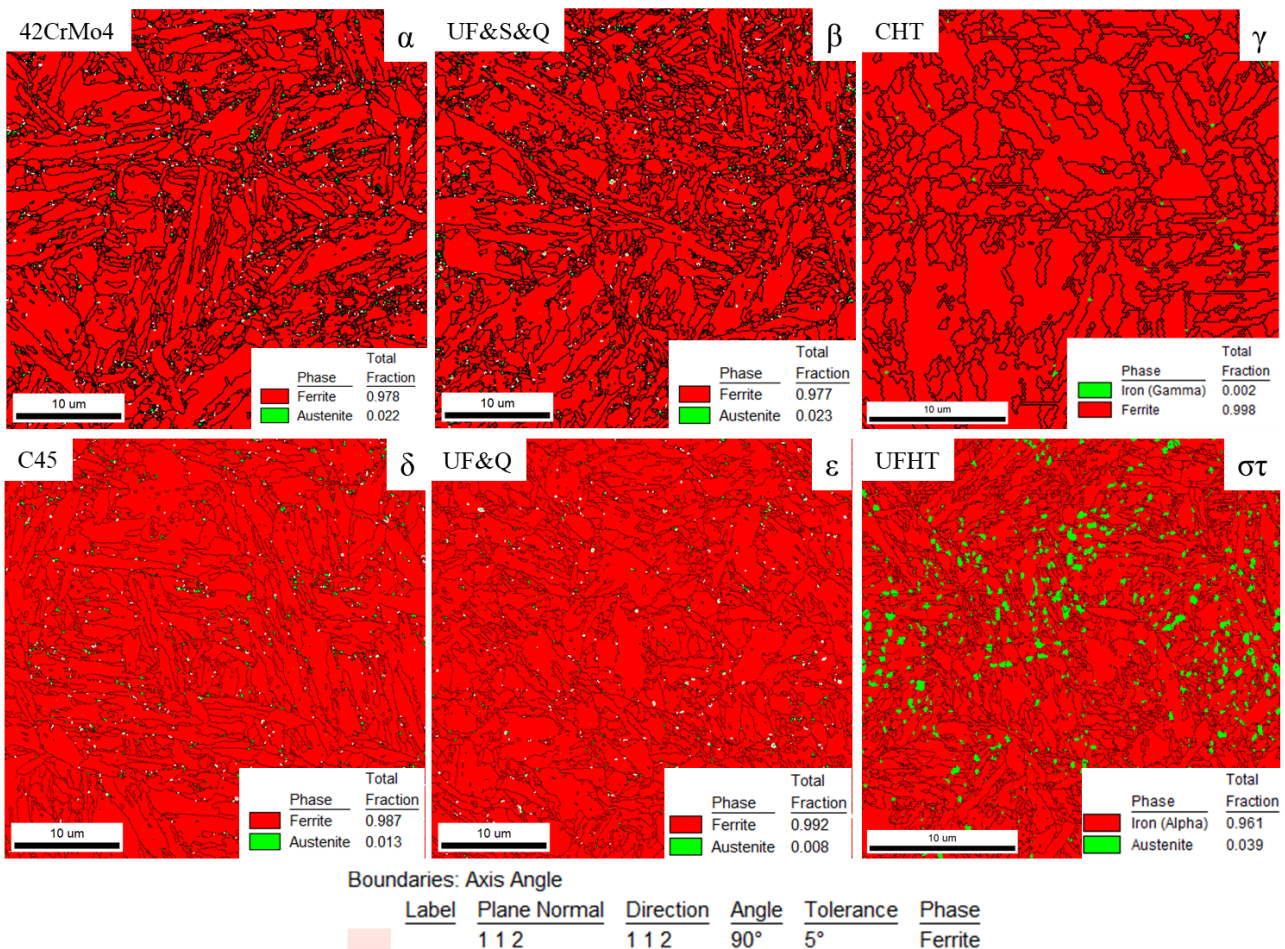 42CrMo4 α
Total
Phase Fraction
Ferrite 0.978
Austenite 0.022
10 um
UF&S&Q β
Total
Phase Fraction
Ferrite 0.977
Austenite 0.023
10 um
CHT γ
Total
Phase Fraction
Iron (Gamma) 0.002
Ferrite 0.998
10 um
C45 δ
Total
Phase Fraction
Ferrite 0.987
Austenite 0.013
10 um
UF&Q ε
Total
Phase Fraction
Ferrite 0.992
Austenite 0.008
10 um
UFHT στ
Total
Phase Fraction
Iron (Alpha) 0.961
Austenite 0.039
10 um
Boundaries: Axis Angle
Label Plane Normal Direction Angle Tolerance Phase
1 1 2 1 1 2 90° 5° Ferrite